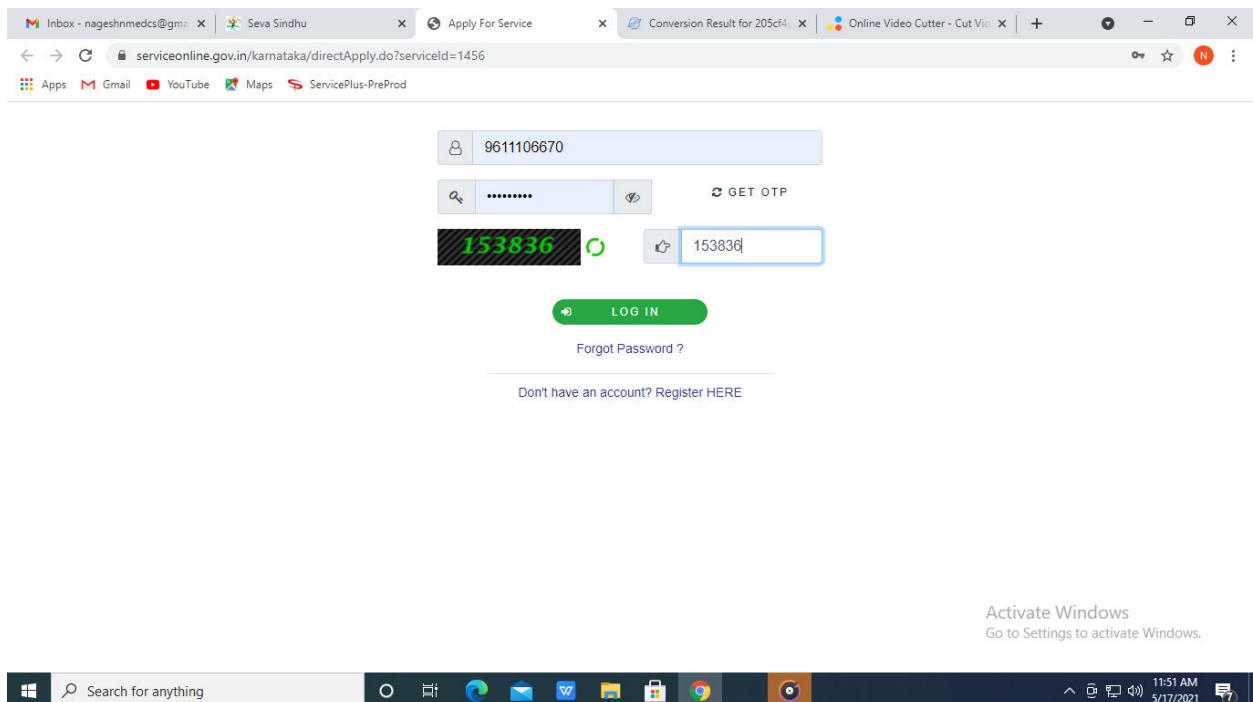 Inbox - nageshnmedcs@gma
Seva Sindhu
Apply For Service
Conversion Result for 205cf4
Online Video Cutter - Cut Vid
serviceonline.gov.in/karnataka/directApply.do?serviceId=1456
N
Apps
Gmail
YouTube
Maps
ServicePlus-PreProd
9611106670
•••••••••
GET OTP
153836
153836
LOG IN
Forgot Password ?
Don't have an account? Register HERE
Activate Windows
Go to Settings to activate Windows.
Search for anything
11:51 AM
5/17/2021
7